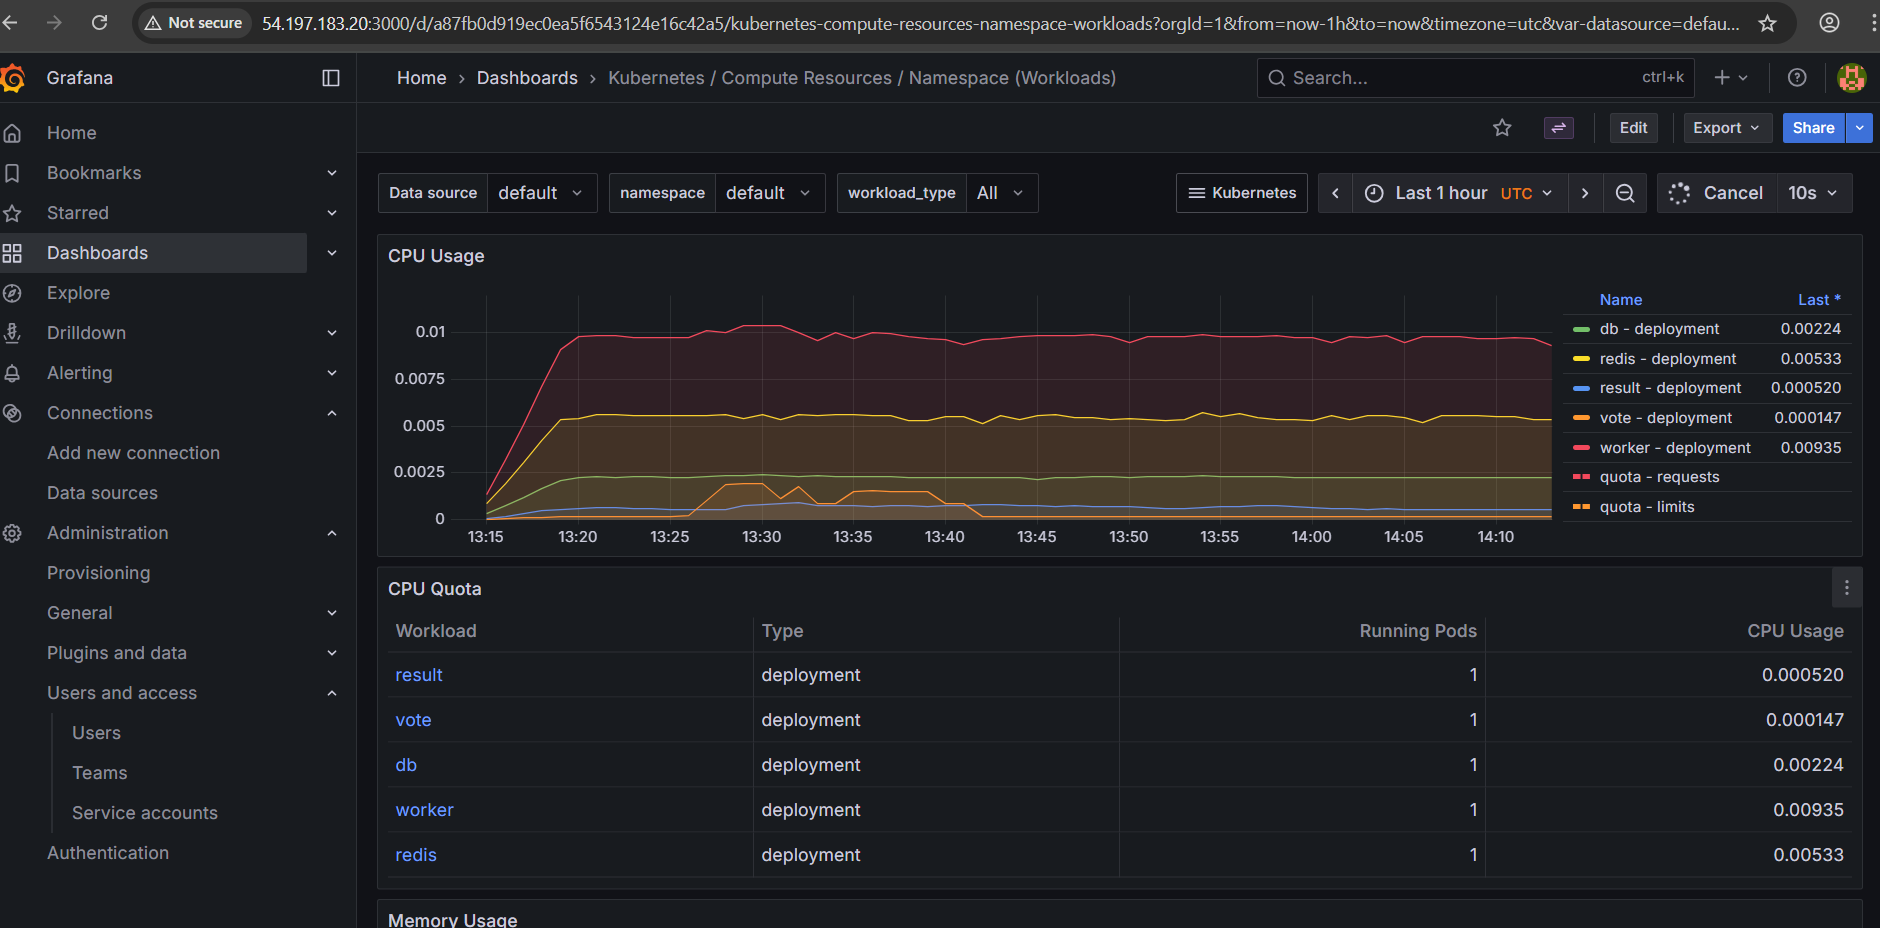 Not secure 54.197.183.20:3000/d/a87fb0d919ec0ea5f6543124e16c42a5/kubernetes-compute-resources-namespace-workloads?orgId=1&from=now-1h&to=now&timezone=utc&var-datasource=defau...
Grafana
Home › Dashboards › Kubernetes / Compute Resources / Namespace (Workloads)
Search... ctrl+k
Edit Export Share
Home
Bookmarks
Starred
Dashboards
Explore
Drilldown
Alerting
Connections
Add new connection
Data sources
Administration
Provisioning
General
Plugins and data
Users and access
Users
Teams
Service accounts
Authentication
Data source default namespace default workload_type All
Kubernetes Last 1 hour UTC Cancel 10s
CPU Usage
0.01
0.0075
0.005
0.0025
0
13:15 13:20 13:25 13:30 13:35 13:40 13:45 13:50 13:55 14:00 14:05 14:10
Name Last *
db - deployment 0.00224
redis - deployment 0.00533
result - deployment 0.000520
vote - deployment 0.000147
worker - deployment 0.00935
quota - requests
quota - limits
CPU Quota
Workload Type Running Pods CPU Usage
result deployment 1 0.000520
vote deployment 1 0.000147
db deployment 1 0.00224
worker deployment 1 0.00935
redis deployment 1 0.00533
Memory Usage